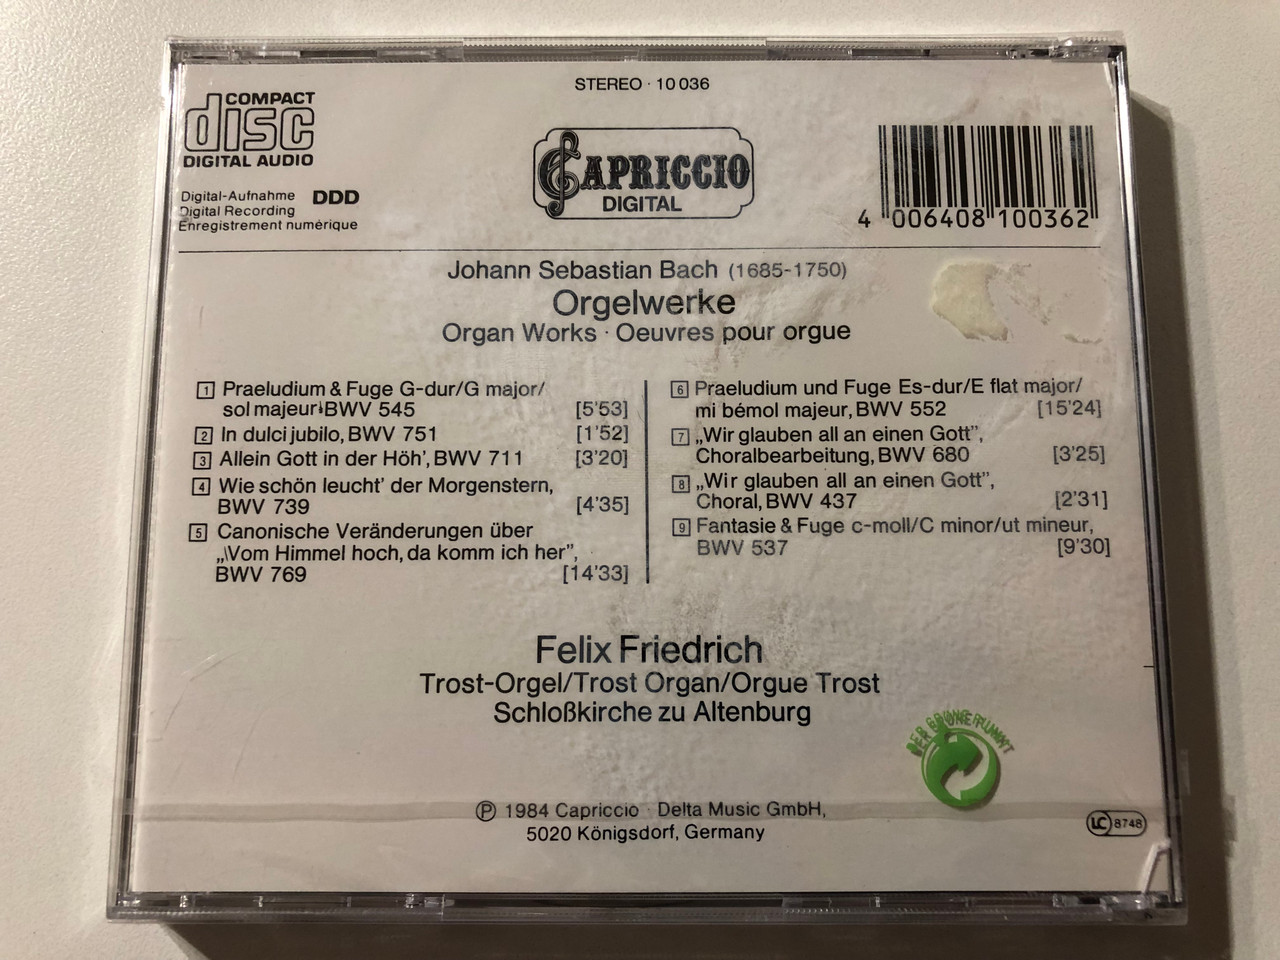 STEREO · 10 036
COMPACT
disc
DIGITAL AUDIO
CAPRICCIO
DIGITAL
Digital-Aufnahme DDD
Digital Recording
Enregistrement numérique
4 006408 100362
Johann Sebastian Bach (1685-1750)
Orgelwerke
Organ Works · Oeuvres pour orgue
1 Praeludium & Fuge G-dur/G major/
sol majeur, BWV 545 [5'53]
2 In dulci jubilo, BWV 751 [1'52]
3 Allein Gott in der Höh', BWV 711 [3'20]
4 Wie schön leucht' der Morgenstern,
BWV 739 [4'35]
5 Canonische Veränderungen über
„Vom Himmel hoch, da komm ich her”,
BWV 769 [14'33]
6 Praeludium und Fuge Es-dur/E flat major/
mi bémol majeur, BWV 552 [15'24]
7 „Wir glauben all an einen Gott”,
Choralbearbeitung, BWV 680 [3'25]
8 „Wir glauben all an einen Gott”,
Choral, BWV 437 [2'31]
9 Fantasie & Fuge c-moll/C minor/ut mineur,
BWV 537 [9'30]
Felix Friedrich
Trost-Orgel/Trost Organ/Orgue Trost
Schloßkirche zu Altenburg
DER GRÜNE PUNKT
Ⓟ 1984 Capriccio · Delta Music GmbH,
5020 Königsdorf, Germany
LC 8748